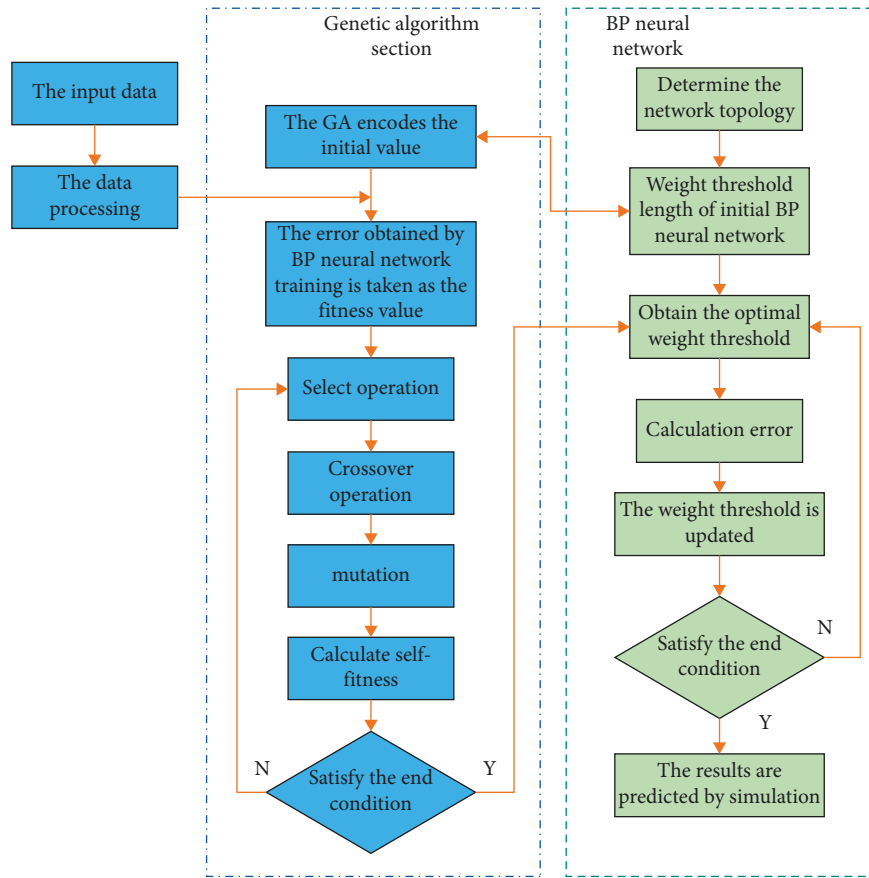 Genetic algorithm
section
BP neural
network
The input data
The data
processing
The GA encodes the
initial value
The error obtained by
BP neural network
training is taken as the
fitness value
Select operation
Crossover
operation
mutation
Calculate self-
fitness
Satisfy the end
condition
N
Y
Determine the
network topology
Weight threshold
length of initial BP
neural network
Obtain the optimal
weight threshold
Calculation error
The weight threshold is
updated
Satisfy the end
condition
N
Y
The results are
predicted by simulation